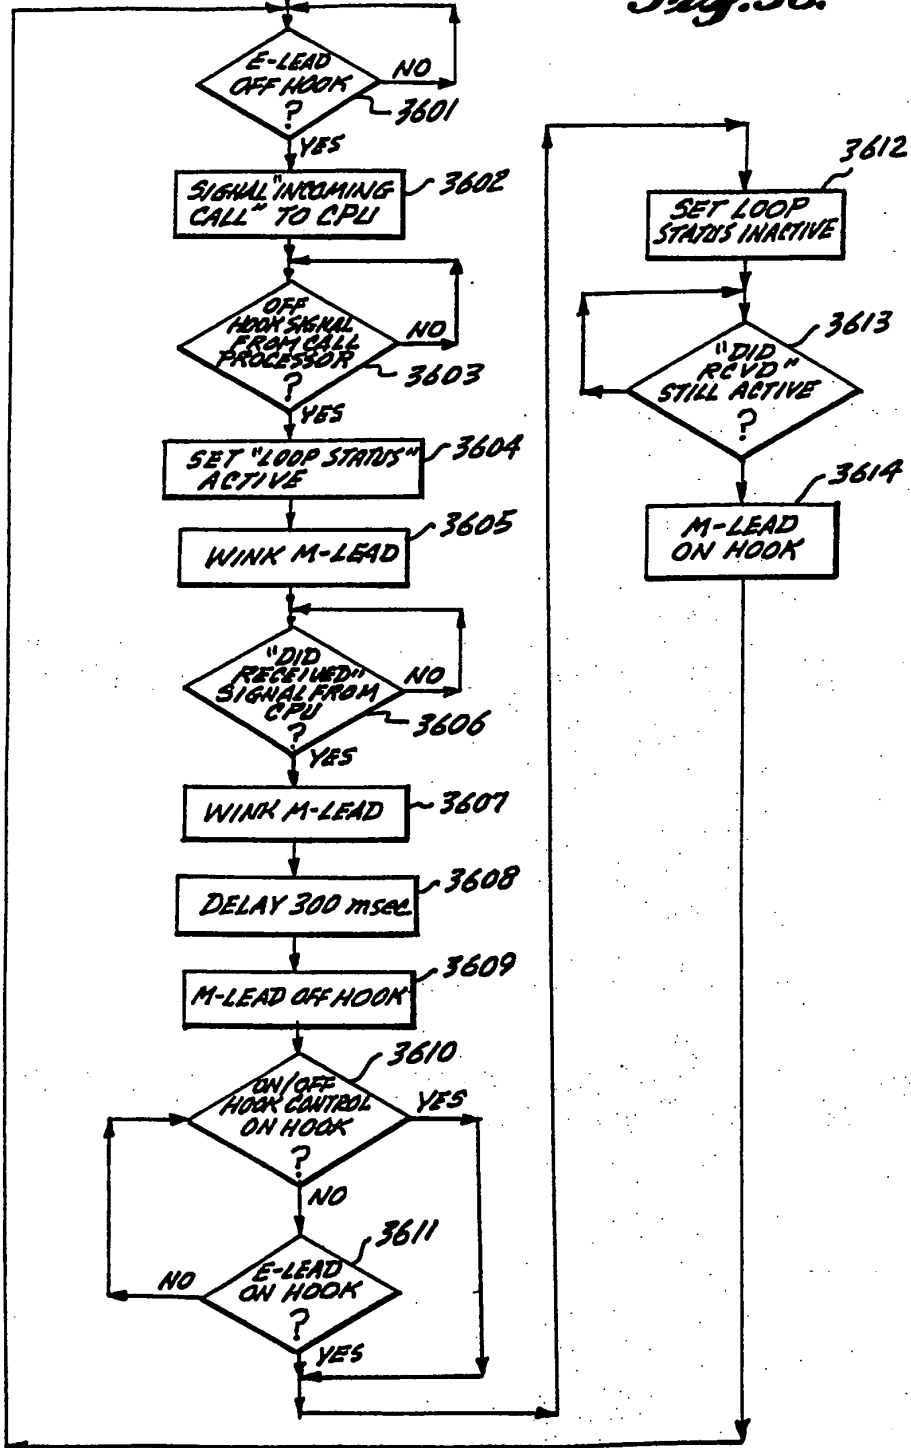 Fig. 36.
E-LEAD
OFF HOOK
?
NO
3601
YES
SIGNAL "INCOMING
CALL" TO CPU
3602
OFF
HOOK SIGNAL
FROM CALL
PROCESSOR
?
NO
3603
YES
SET "LOOP STATUS"
ACTIVE
3604
WINK M-LEAD
3605
"DID
RECEIVED"
SIGNAL FROM
CPU
?
NO
3606
YES
WINK M-LEAD
3607
DELAY 300 msec.
3608
M-LEAD OFF HOOK
3609
ON/OFF
HOOK CONTROL
ON HOOK
?
3610
YES
NO
E-LEAD
ON HOOK
?
3611
NO
YES
SET LOOP
STATUS INACTIVE
3612
"DID
RCVD"
STILL ACTIVE
?
3613
M-LEAD
ON HOOK
3614